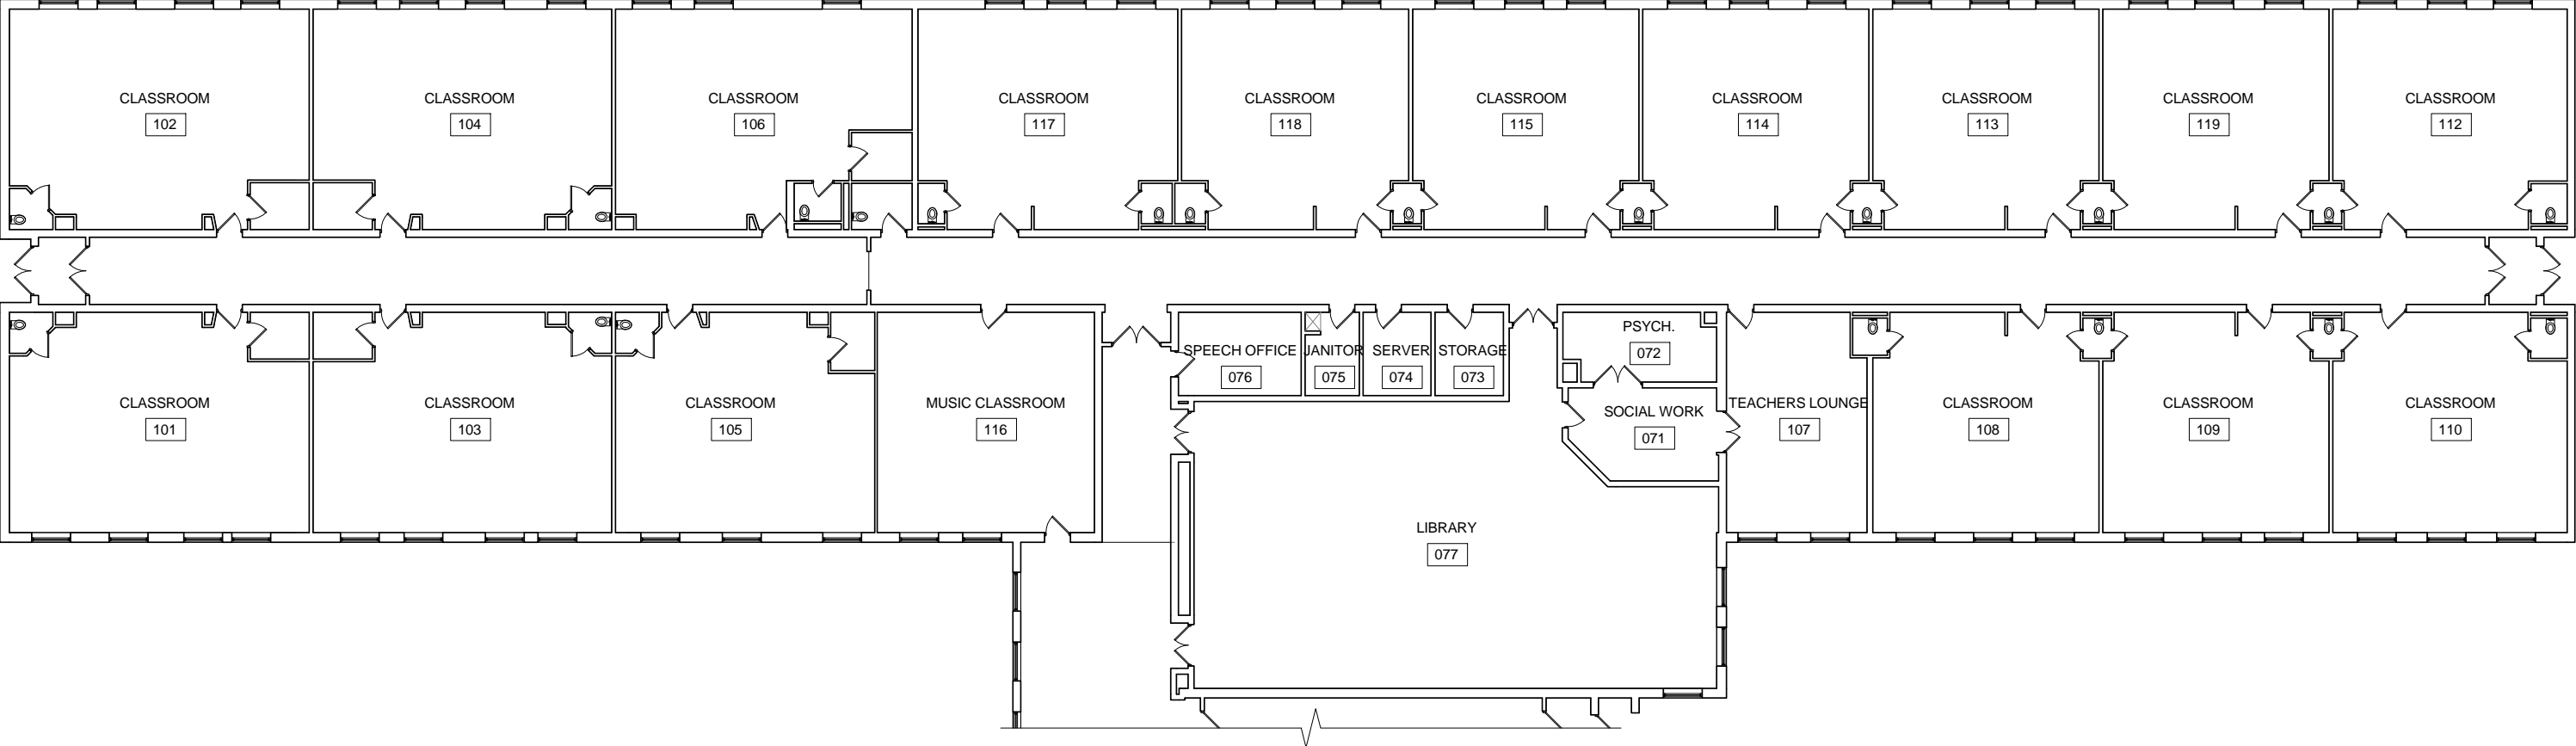 CLASSROOM
102
CLASSROOM
104
CLASSROOM
106
CLASSROOM
117
CLASSROOM
118
CLASSROOM
115
CLASSROOM
114
CLASSROOM
113
CLASSROOM
119
CLASSROOM
112
CLASSROOM
101
CLASSROOM
103
CLASSROOM
105
MUSIC CLASSROOM
116
SPEECH OFFICE
076
JANITOR
075
SERVER
074
STORAGE
073
PSYCH.
072
SOCIAL WORK
071
TEACHERS LOUNGE
107
CLASSROOM
108
CLASSROOM
109
CLASSROOM
110
LIBRARY
077